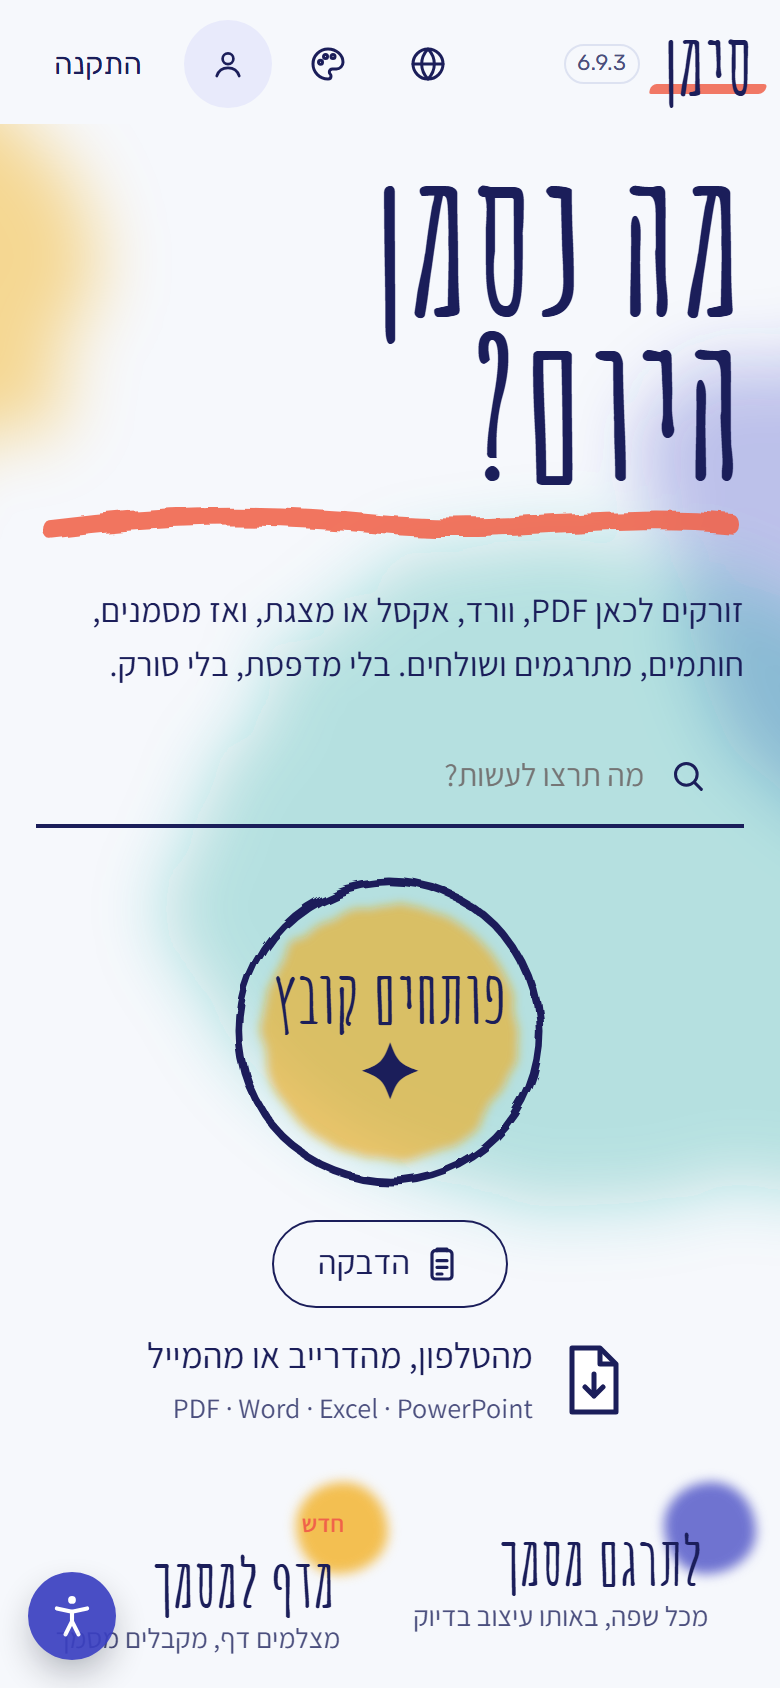 סימן
6.9.3
התקנה
מה נסמן
היום?
זורקים לכאן PDF, וורד, אקסל או מצגת, ואז מסמנים,
חותמים, מתרגמים ושולחים. בלי מדפסת, בלי סורק.
מה תרצו לעשות?
פותחים קובץ
הדבקה
מהטלפון, מהדרייב או מהמייל
PDF · Word · Excel · PowerPoint
לתרגם מסמך
מכל שפה, באותו עיצוב בדיוק
חדש
מדף למסמך
מצלמים דף, מקבלים מסמך